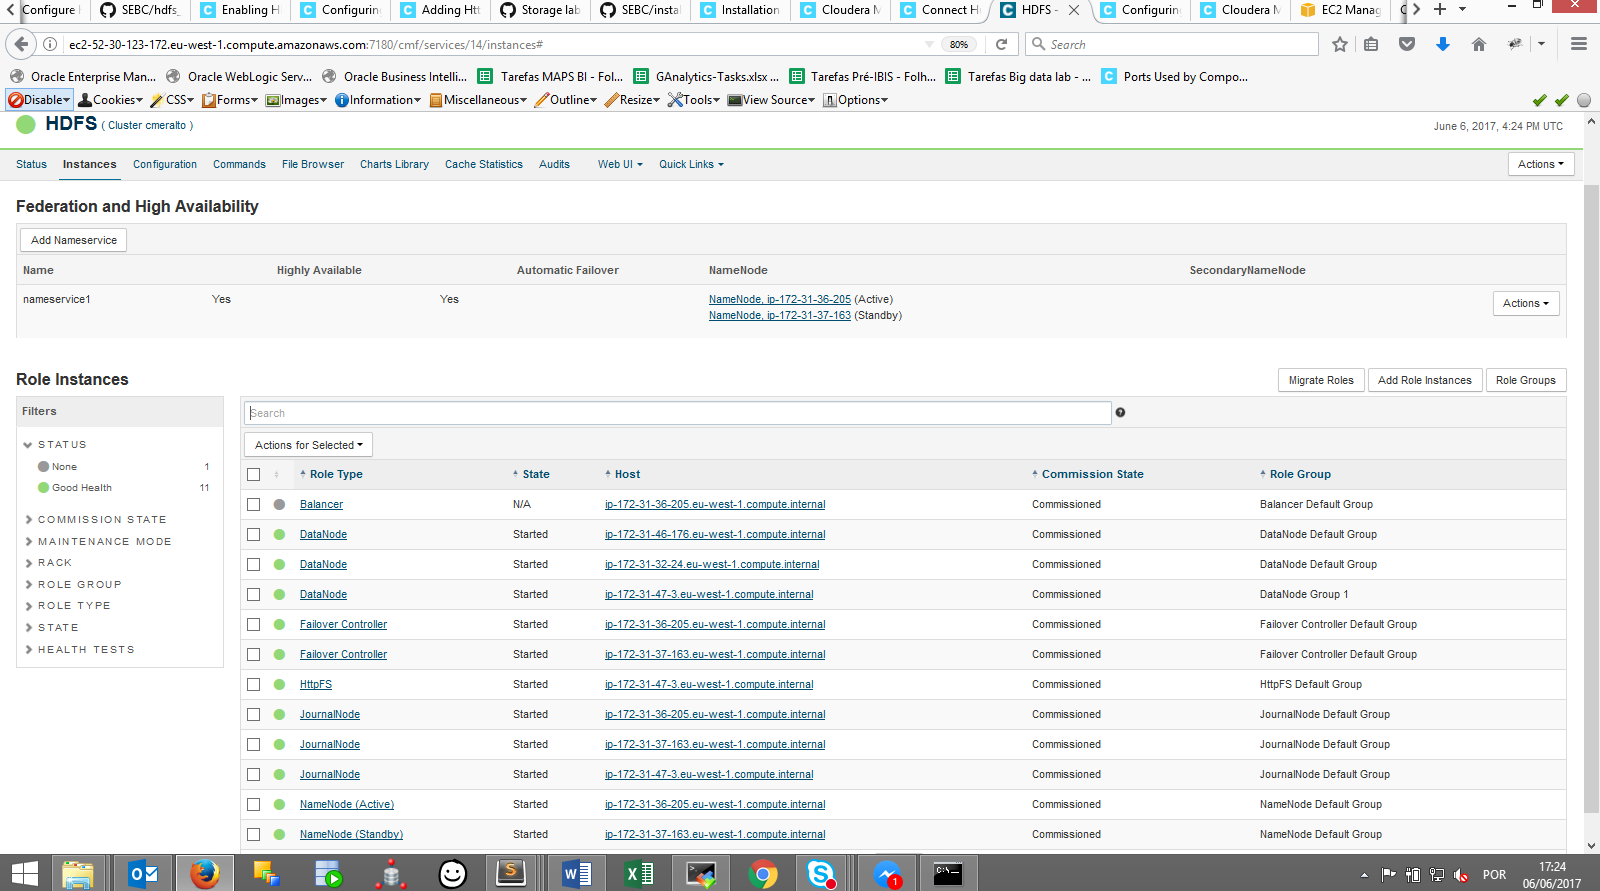 Configure H
SEBC/hdfs_
Enabling H
Configuring
Adding Htt
Storage lab
SEBC/instal
Installation
Cloudera M
Connect H
HDFS -
Configuring
Cloudera M
EC2 Manag
ec2-52-30-123-172.eu-west-1.compute.amazonaws.com:7180/cmf/services/14/instances#
80%
Search
Oracle Enterprise Man... Oracle WebLogic Serv... Oracle Business Intelli... Tarefas MAPS BI - Fol... GAnalytics-Tasks.xlsx ... Tarefas Pré-IBIS - Folh... Tarefas Big data lab - ... Ports Used by Compo...
Disable Cookies CSS Forms Images Information Miscellaneous Outline Resize Tools View Source Options
HDFS ( Cluster cmeralto )
June 6, 2017, 4:24 PM UTC
Status Instances Configuration Commands File Browser Charts Library Cache Statistics Audits Web UI Quick Links Actions
Federation and High Availability
Add Nameservice
Name Highly Available Automatic Failover NameNode SecondaryNameNode
nameservice1 Yes Yes NameNode, ip-172-31-36-205 (Active)
NameNode, ip-172-31-37-163 (Standby)
Actions
Role Instances
Migrate Roles Add Role Instances Role Groups
Filters
STATUS
None 1
Good Health 11
COMMISSION STATE
MAINTENANCE MODE
RACK
ROLE GROUP
ROLE TYPE
STATE
HEALTH TESTS
Search
Actions for Selected
Role Type State Host Commission State Role Group
Balancer N/A ip-172-31-36-205.eu-west-1.compute.internal Commissioned Balancer Default Group
DataNode Started ip-172-31-46-176.eu-west-1.compute.internal Commissioned DataNode Default Group
DataNode Started ip-172-31-32-24.eu-west-1.compute.internal Commissioned DataNode Default Group
DataNode Started ip-172-31-47-3.eu-west-1.compute.internal Commissioned DataNode Group 1
Failover Controller Started ip-172-31-36-205.eu-west-1.compute.internal Commissioned Failover Controller Default Group
Failover Controller Started ip-172-31-37-163.eu-west-1.compute.internal Commissioned Failover Controller Default Group
HttpFS Started ip-172-31-47-3.eu-west-1.compute.internal Commissioned HttpFS Default Group
JournalNode Started ip-172-31-36-205.eu-west-1.compute.internal Commissioned JournalNode Default Group
JournalNode Started ip-172-31-37-163.eu-west-1.compute.internal Commissioned JournalNode Default Group
JournalNode Started ip-172-31-47-3.eu-west-1.compute.internal Commissioned JournalNode Default Group
NameNode (Active) Started ip-172-31-36-205.eu-west-1.compute.internal Commissioned NameNode Default Group
NameNode (Standby) Started ip-172-31-37-163.eu-west-1.compute.internal Commissioned NameNode Default Group
1
POR
17:24
06/06/2017